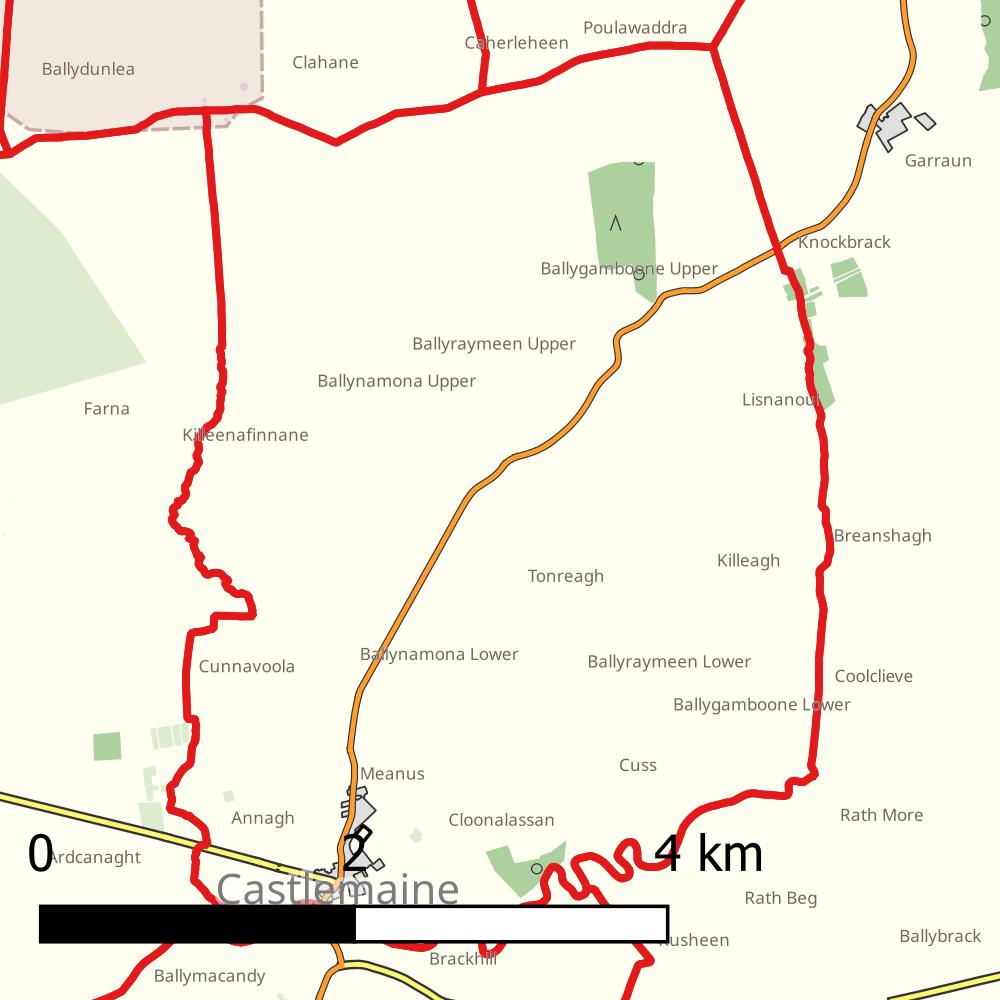 Poulawaddra
Caherleheen
Clahane
Ballydunlea
Garraun
Knockbrack
Ballygamboone Upper
Ballyraymeen Upper
Ballynamona Upper
Lisnanoul
Farna
Killeenafinnane
Breanshagh
Killeagh
Tonreagh
Ballynamona Lower
Ballyraymeen Lower
Cunnavoola
Coolclieve
Ballygamboone Lower
Cuss
Meanus
Rath More
Annagh
Cloonalassan
0 2 4 km
Ardcanaght
Castlemaine
Rath Beg
Ballybrack
Rusheen
Brackhill
Ballymacandy